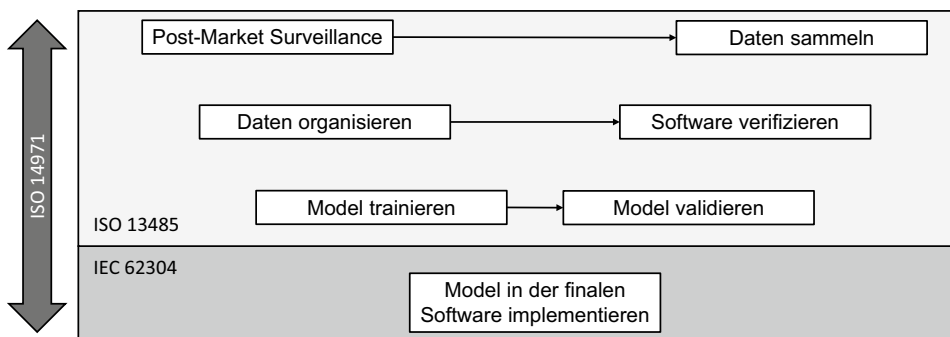 Post-Market Surveillance
Daten sammeln
Daten organisieren
Software verifizieren
Model trainieren
Model validieren
ISO 13485
ISO 14971
IEC 62304
Model in der finalen
Software implementieren